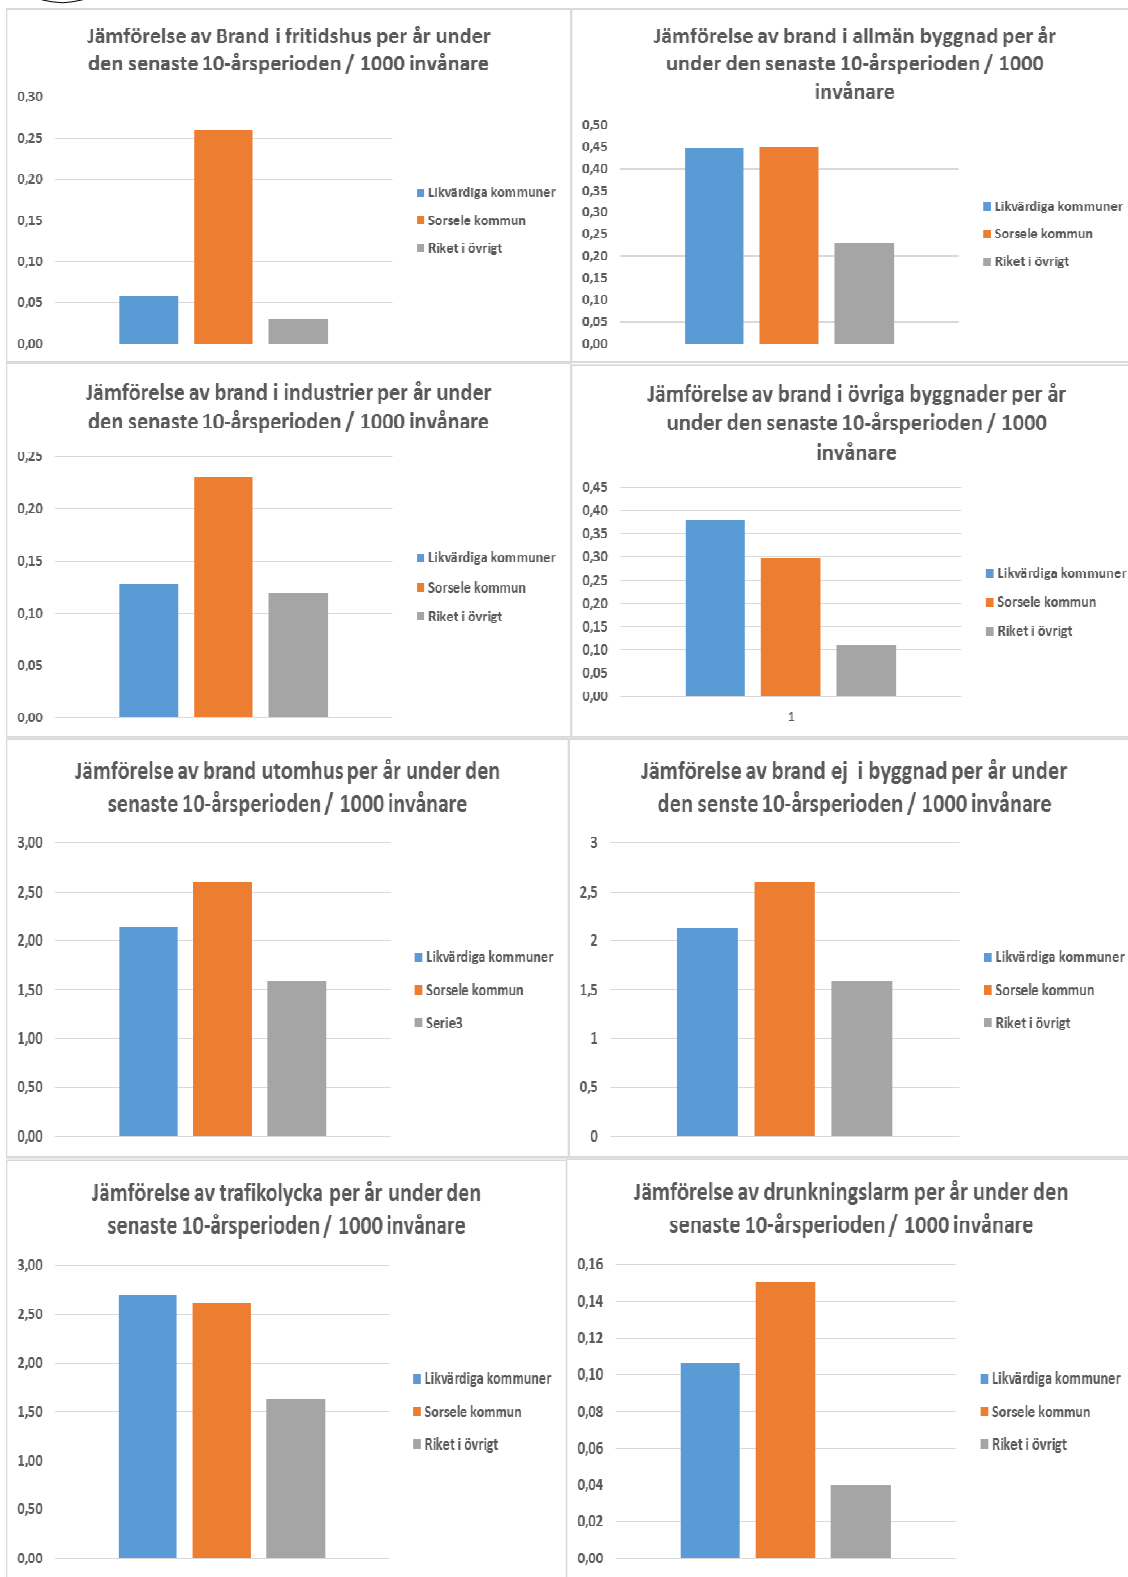 Jämförelse av Brand i fritidshus per år under
den senaste 10-årsperioden / 1000 invånare
0,30
0,25
0,20
0,15
0,10
0,05
0,00
Likvärdiga kommuner
Sorsele kommun
Riket i övrigt
Jämförelse av brand i allmän byggnad per år
under den senaste 10-årsperioden / 1000
invånare
0,50
0,45
0,40
0,35
0,30
0,25
0,20
0,15
0,10
0,05
0,00
Likvärdiga kommuner
Sorsele kommun
Riket i övrigt
Jämförelse av brand i industrier per år under
den senaste 10-årsperioden / 1000 invånare
0,25
0,20
0,15
0,10
0,05
0,00
Likvärdiga kommuner
Sorsele kommun
Riket i övrigt
Jämförelse av brand i övriga byggnader per år
under den senaste 10-årsperioden / 1000
invånare
0,45
0,40
0,35
0,30
0,25
0,20
0,15
0,10
0,05
0,00
1
Likvärdiga kommuner
Sorsele kommun
Riket i övrigt
Jämförelse av brand utomhus per år under den
senaste 10-årsperioden / 1000 invånare
3,00
2,50
2,00
1,50
1,00
0,50
0,00
Likvärdiga kommuner
Sorsele kommun
Serie3
Jämförelse av brand ej i byggnad per år under
den senste 10-årsperioden / 1000 invånare
3
2,5
2
1,5
1
0,5
0
Likvärdiga kommuner
Sorsele kommun
Riket i övrigt
Jämförelse av trafikolycka per år under den
senaste 10-årsperioden / 1000 invånare
3,00
2,50
2,00
1,50
1,00
0,50
0,00
Likvärdiga kommuner
Sorsele kommun
Riket i övrigt
Jämförelse av drunkningslarm per år under den
senaste 10-årsperioden / 1000 invånare
0,16
0,14
0,12
0,10
0,08
0,06
0,04
0,02
0,00
Likvärdiga kommuner
Sorsele kommun
Riket i övrigt